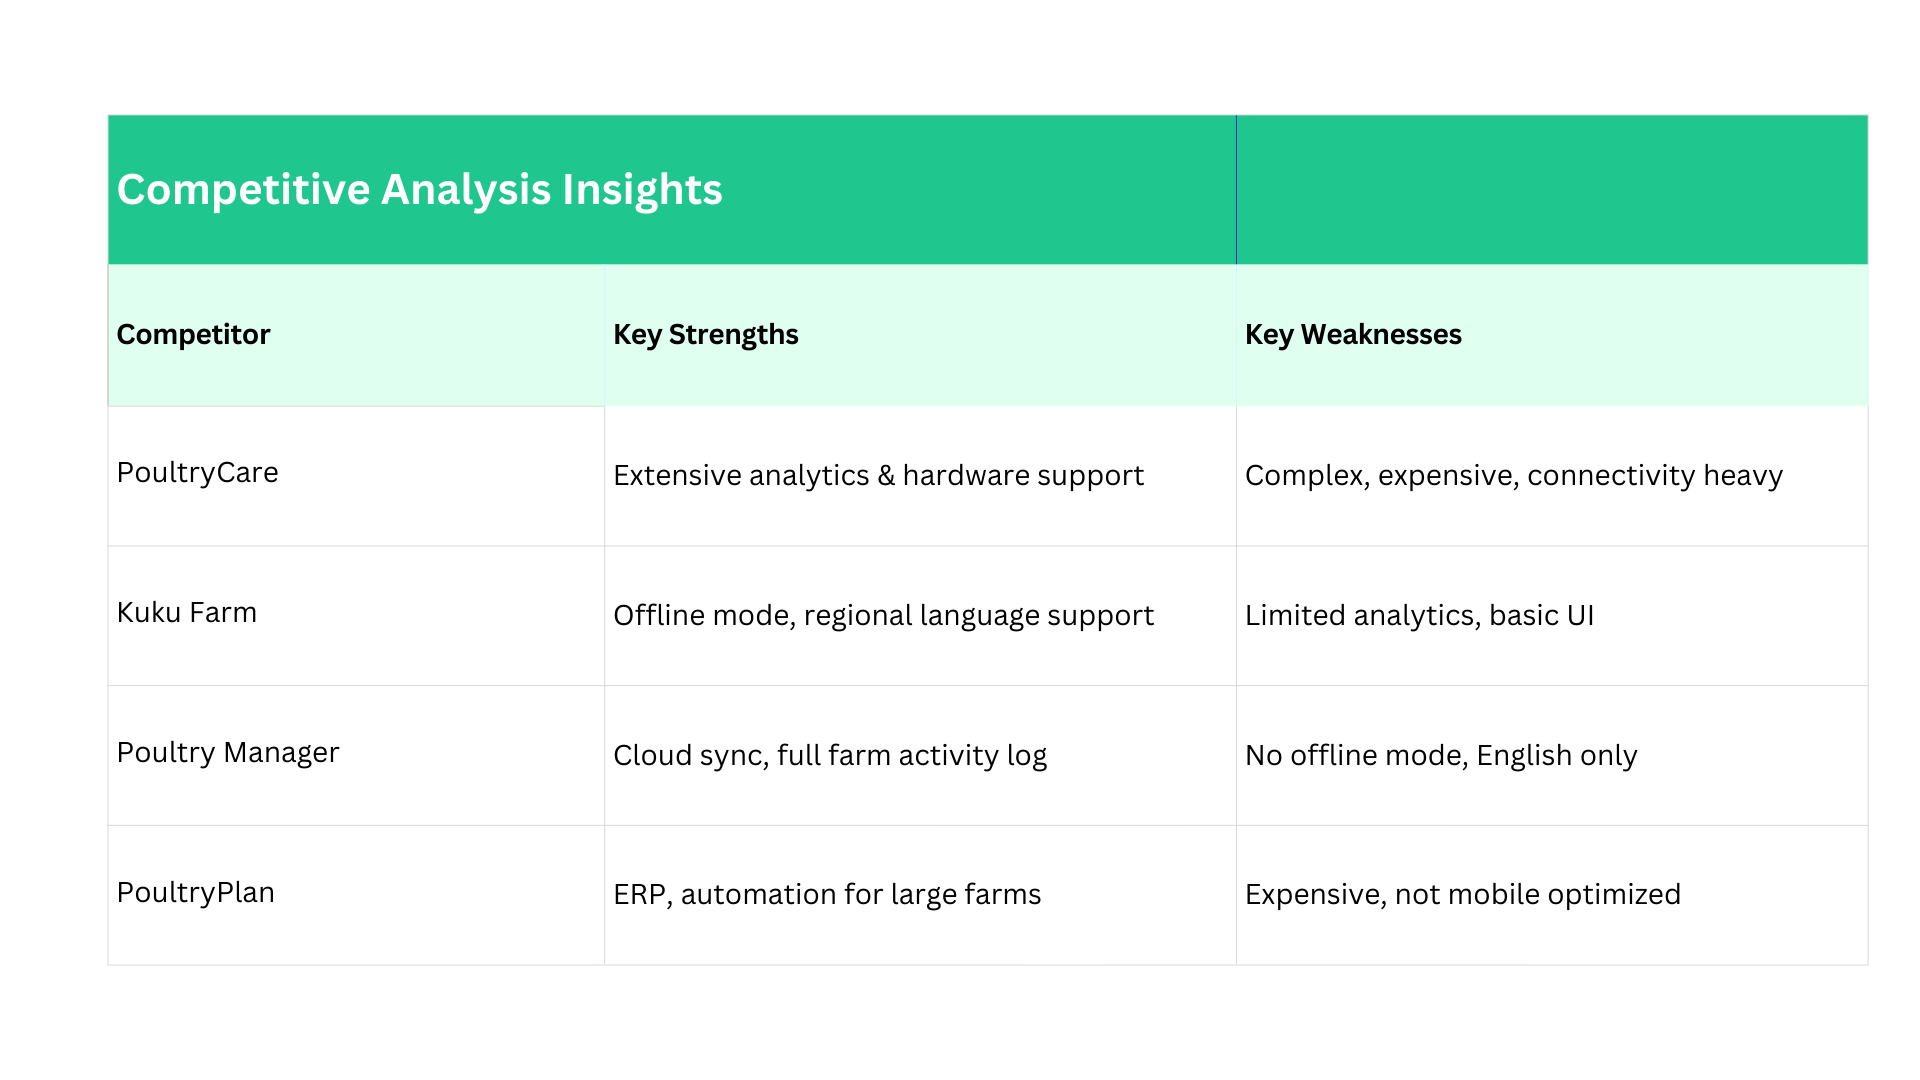 Competitive Analysis Insights
Competitor
Key Strengths
Key Weaknesses
PoultryCare
Extensive analytics & hardware support
Complex, expensive, connectivity heavy
Kuku Farm
Offline mode, regional language support
Limited analytics, basic UI
Poultry Manager
Cloud sync, full farm activity log
No offline mode, English only
PoultryPlan
ERP, automation for large farms
Expensive, not mobile optimized